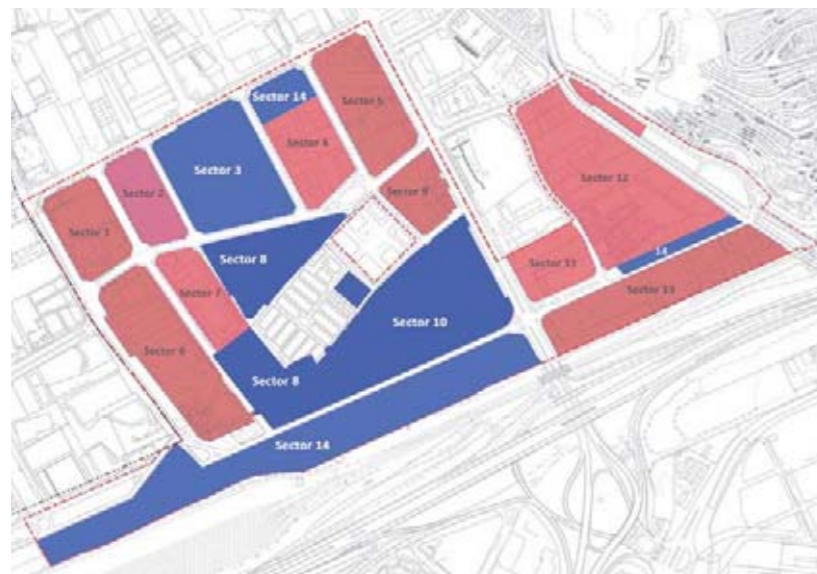 Sector 14
Sector 5
Sector 4
Sector 3
Sector 12
Sector 2
Sector 9
Sector 1
Sector 8
14
Sector 11
Sector 7
Sector 13
Sector 10
Sector 6
Sector 8
Sector 14